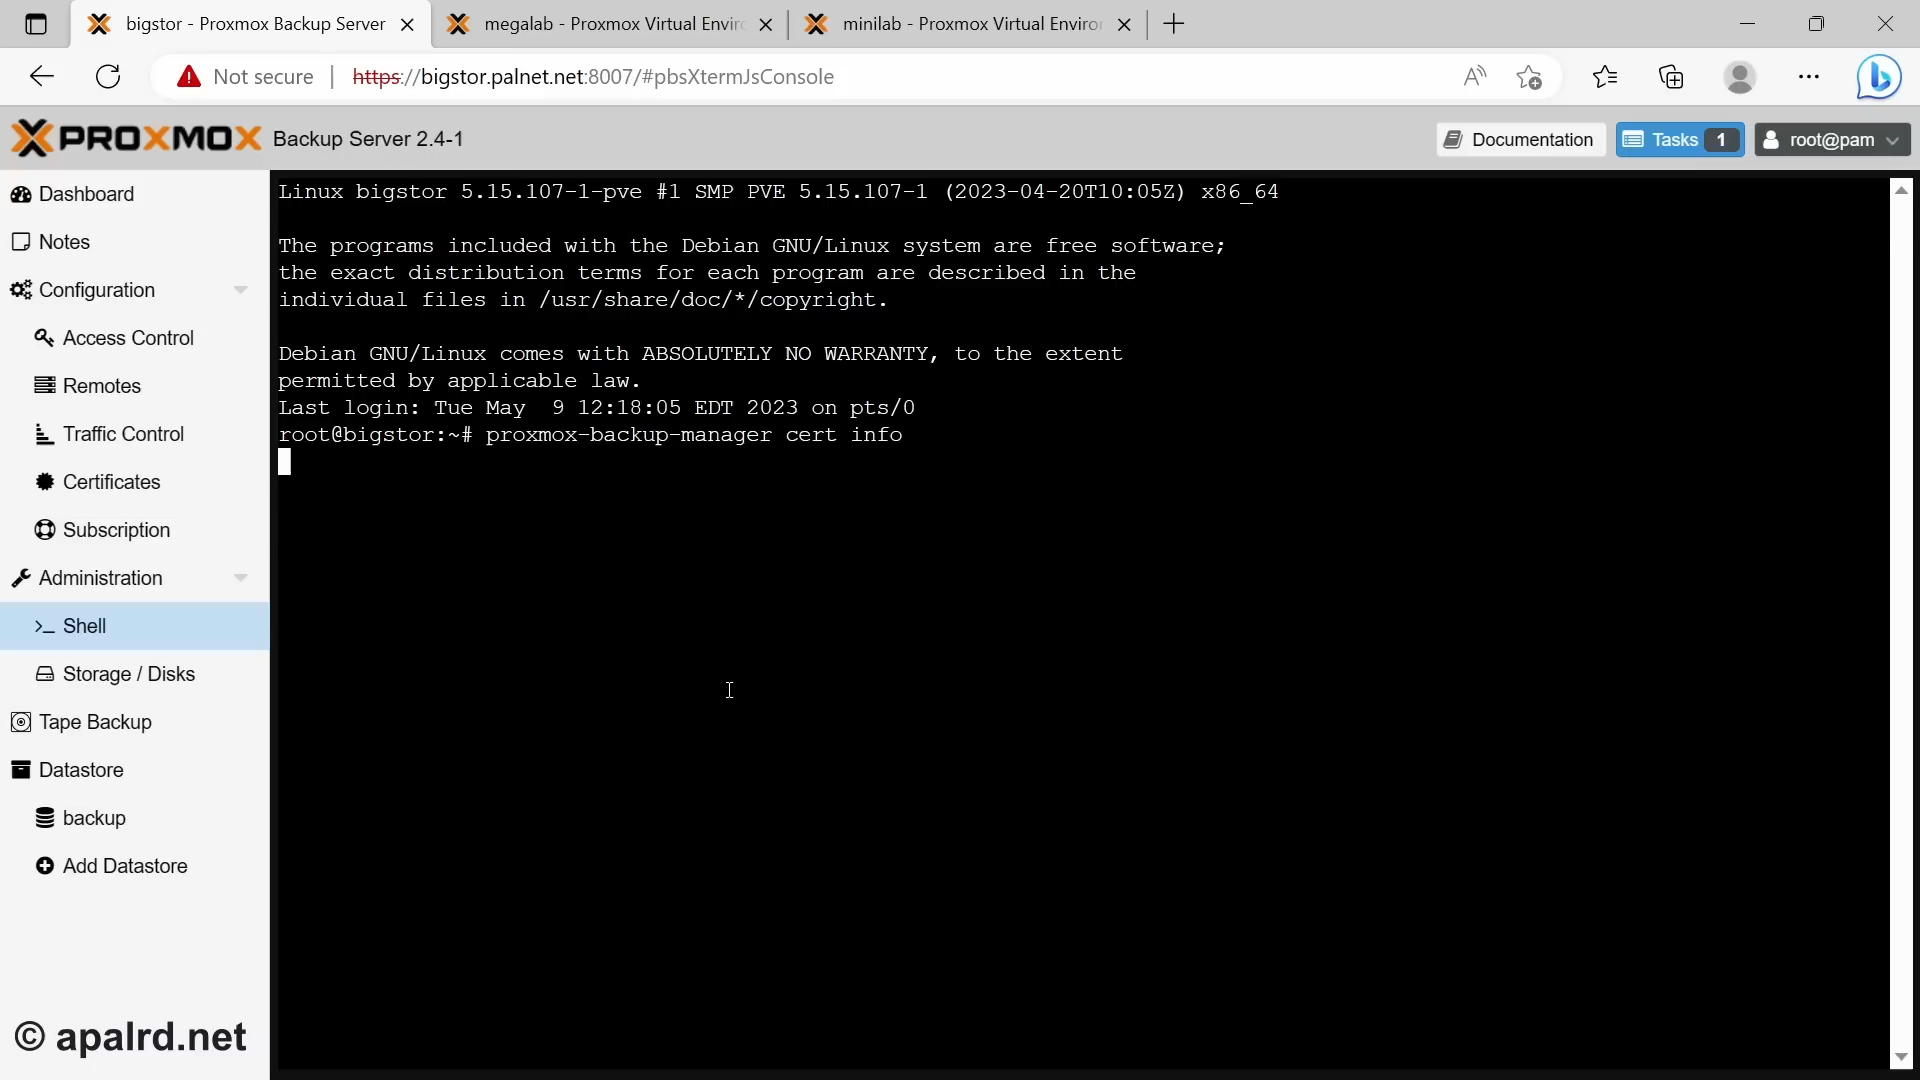 bigstor - Proxmox Backup Server
megalab - Proxmox Virtual Envir
minilab - Proxmox Virtual Enviro
Not secure
https://bigstor.palnet.net:8007/#pbsXtermJsConsole
PROXMOX Backup Server 2.4-1
Documentation
Tasks 1
root@pam
Dashboard
Notes
Configuration
Access Control
Remotes
Traffic Control
Certificates
Subscription
Administration
Shell
Storage / Disks
Tape Backup
Datastore
backup
Add Datastore
© apalrd.net
Linux bigstor 5.15.107-1-pve #1 SMP PVE 5.15.107-1 (2023-04-20T10:05Z) x86_64
The programs included with the Debian GNU/Linux system are free software;
the exact distribution terms for each program are described in the
individual files in /usr/share/doc/*/copyright.
Debian GNU/Linux comes with ABSOLUTELY NO WARRANTY, to the extent
permitted by applicable law.
Last login: Tue May  9 12:18:05 EDT 2023 on pts/0
root@bigstor:~# proxmox-backup-manager cert info